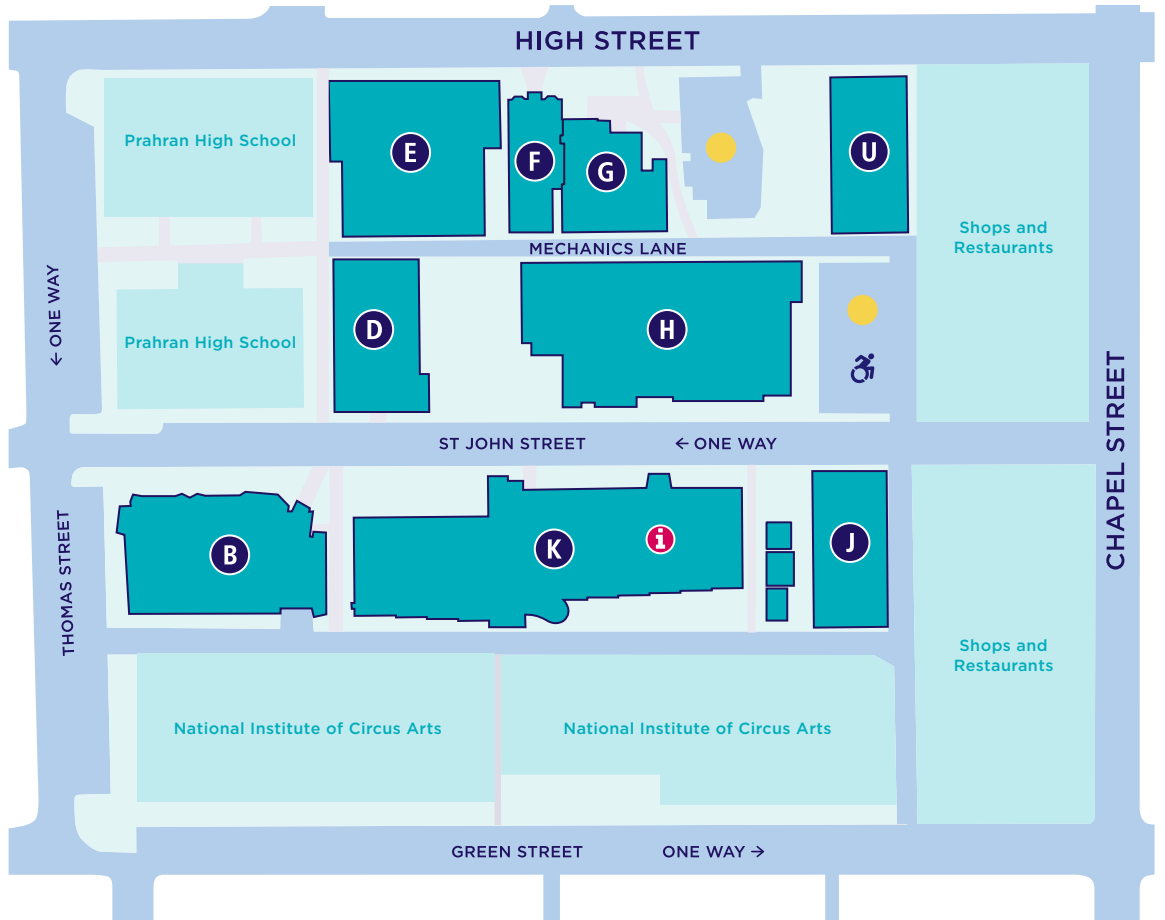 HIGH STREET
Prahran High School
E
F
G
U
Shops and
Restaurants
MECHANICS LANE
← ONE WAY
Prahran High School
D
H
CHAPEL STREET
ST JOHN STREET
← ONE WAY
THOMAS STREET
B
K
i
J
Shops and
Restaurants
National Institute of Circus Arts
National Institute of Circus Arts
GREEN STREET
ONE WAY →